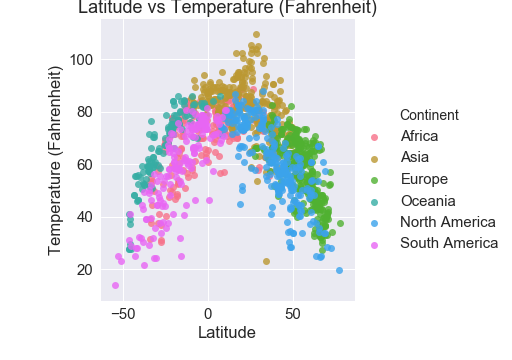 Latitude vs Temperature (Fahrenheit)
Temperature (Fahrenheit)
100
80
60
40
20
−50
0
50
Latitude
Continent
Africa
Asia
Europe
Oceania
North America
South America